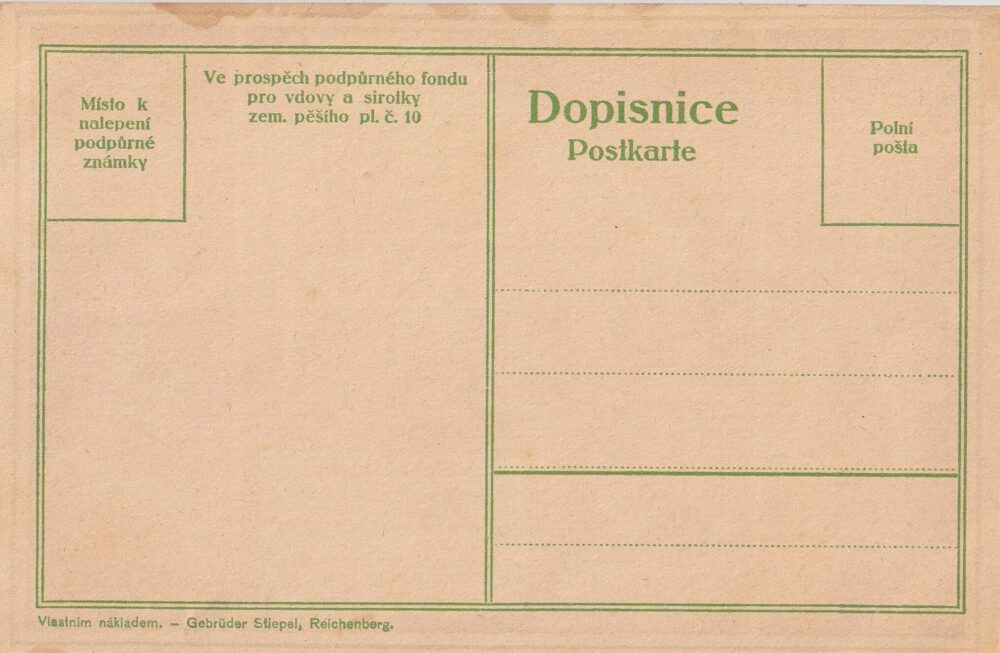 Místo k
nalepení
podpůrné
známky
Ve prospěch podpůrného fondu
pro vdovy a sirotky
zem. pěšího pl. č. 10
Dopisnice
Postkarte
Polní
pošta
Vlastním nákladem. – Gebrüder Stiepel, Reichenberg.